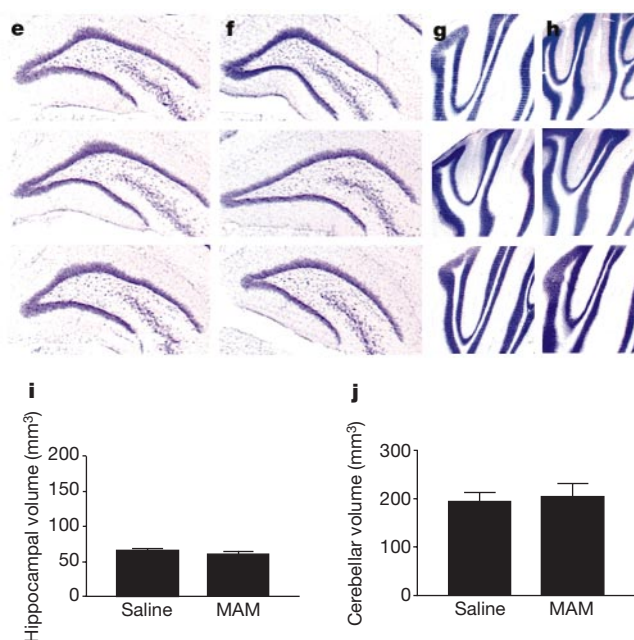 e
f
g
h
i
j
Hippocampal volume (mm³)
200
150
100
50
0
Saline
MAM
Cerebellar volume (mm³)
300
200
100
0
Saline
MAM